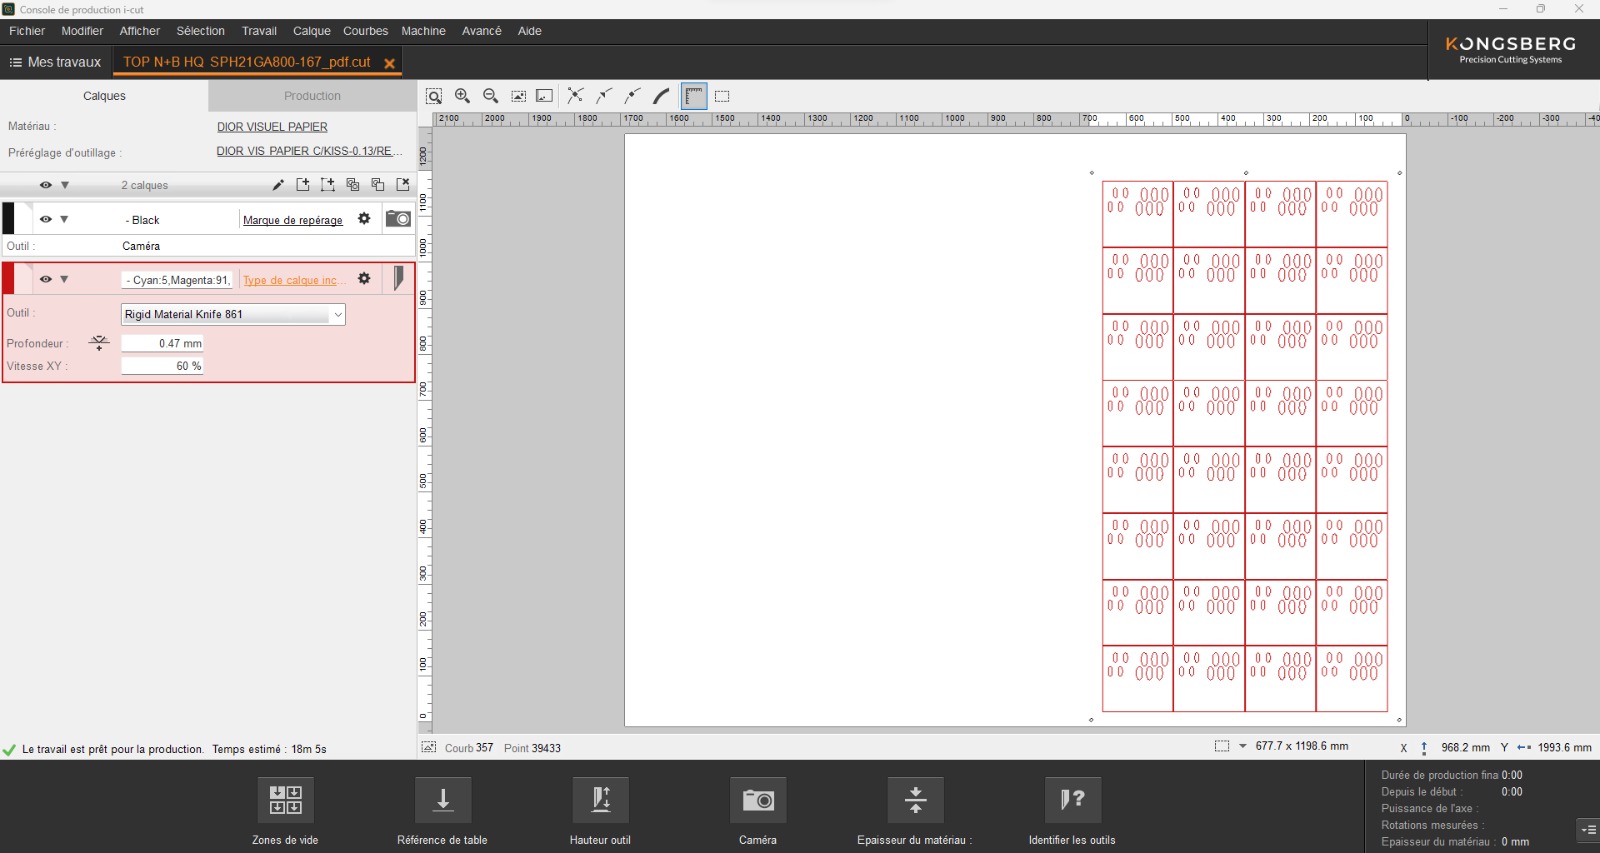 Console de production i-cut
Fichier Modifier Afficher Sélection Travail Calque Courbes Machine Avancé Aide
KONGSBERG
Precision Cutting Systems
Mes travaux TOP N+B HQ SPH21GA800-167_pdf.cut
Calques Production
Matériau : DIOR VISUEL PAPIER
Préréglage d'outillage : DIOR VIS PAPIER C/KISS-0.13/RE...
2 calques
- Black Marque de repérage
Outil : Caméra
- Cyan:5,Magenta:91, Type de calque inc...
Outil : Rigid Material Knife 861
Profondeur : 0.47 mm
Vitesse XY : 60 %
2100 2000 1900 1800 1700 1600 1500 1400 1300 1200 1100 1000 900 800 700 600 500 400 300 200 100 0 -100 -200 -300 -40
1200
1100
1000
900
800
700
600
500
400
300
200
100
0
Le travail est prêt pour la production. Temps estimé : 18m 5s
Courb 357 Point 39433
677.7 x 1198.6 mm
X 968.2 mm Y 1993.6 mm
Zones de vide
Référence de table
Hauteur outil
Caméra
Epaisseur du matériau :
Identifier les outils
Durée de production fina 0:00
Depuis le début : 0:00
Puissance de l'axe :
Rotations mesurées :
Epaisseur du matériau : 0 mm